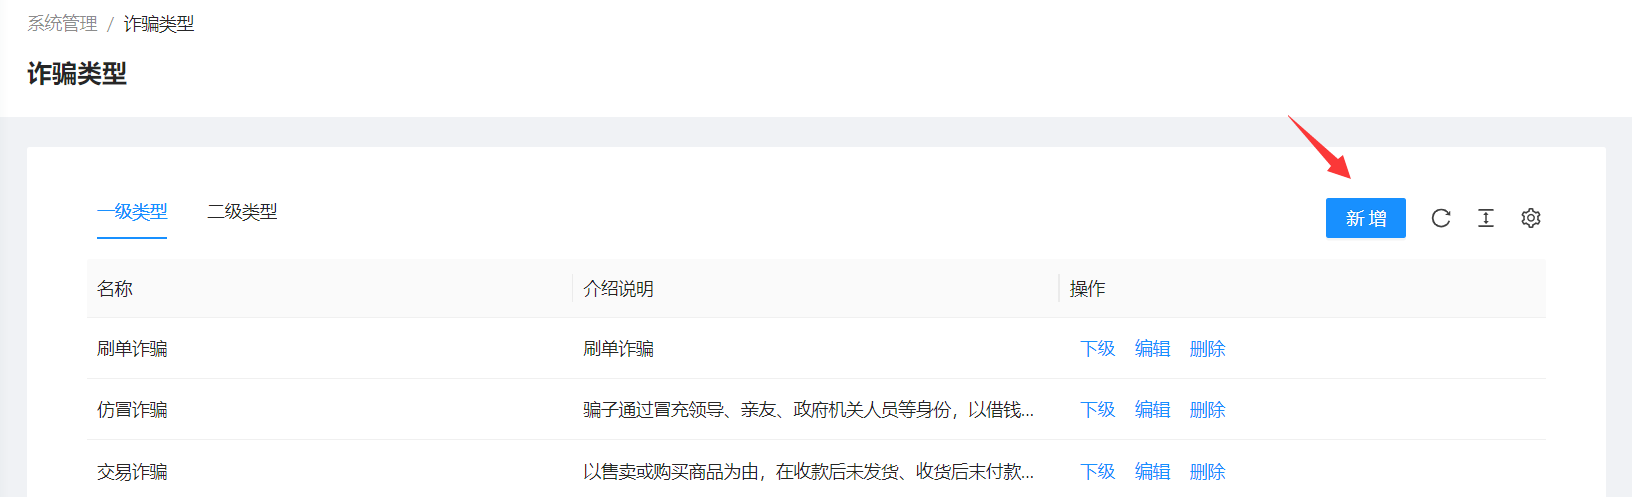 系统管理 / 诈骗类型
诈骗类型
一级类型 二级类型 新增
名称 介绍说明 操作
刷单诈骗 刷单诈骗 下级 编辑 删除
仿冒诈骗 骗子通过冒充领导、亲友、政府机关人员等身份，以借钱... 下级 编辑 删除
交易诈骗 以售卖或购买商品为由，在收款后未发货、收货后末付款... 下级 编辑 删除